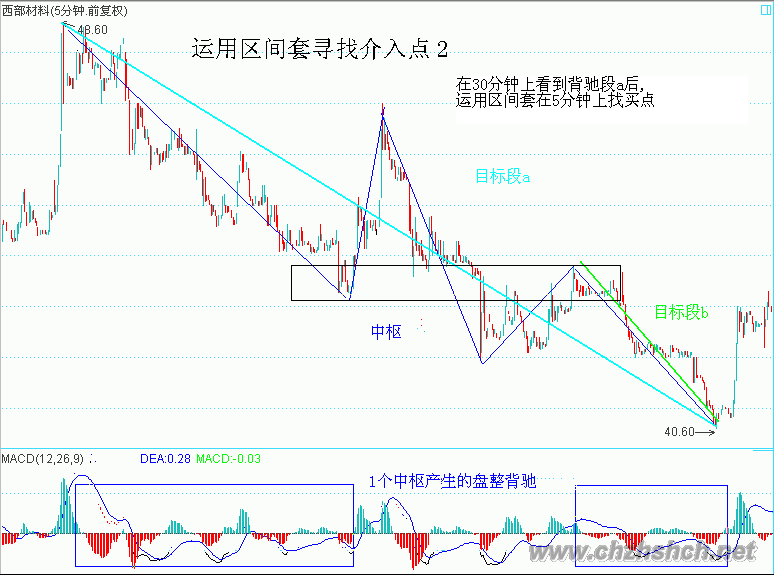 西部材料(5分钟.前复权)
48.60
运用区间套寻找介入点2
在30分钟上看到背驰段a后,
运用区间套在5分钟上找买点
目标段a
目标段b
中枢
40.60
MACD(12,26,9) DEA:0.28 MACD:-0.03
1个中枢产生的盘整背驰
www.chzhshch.net